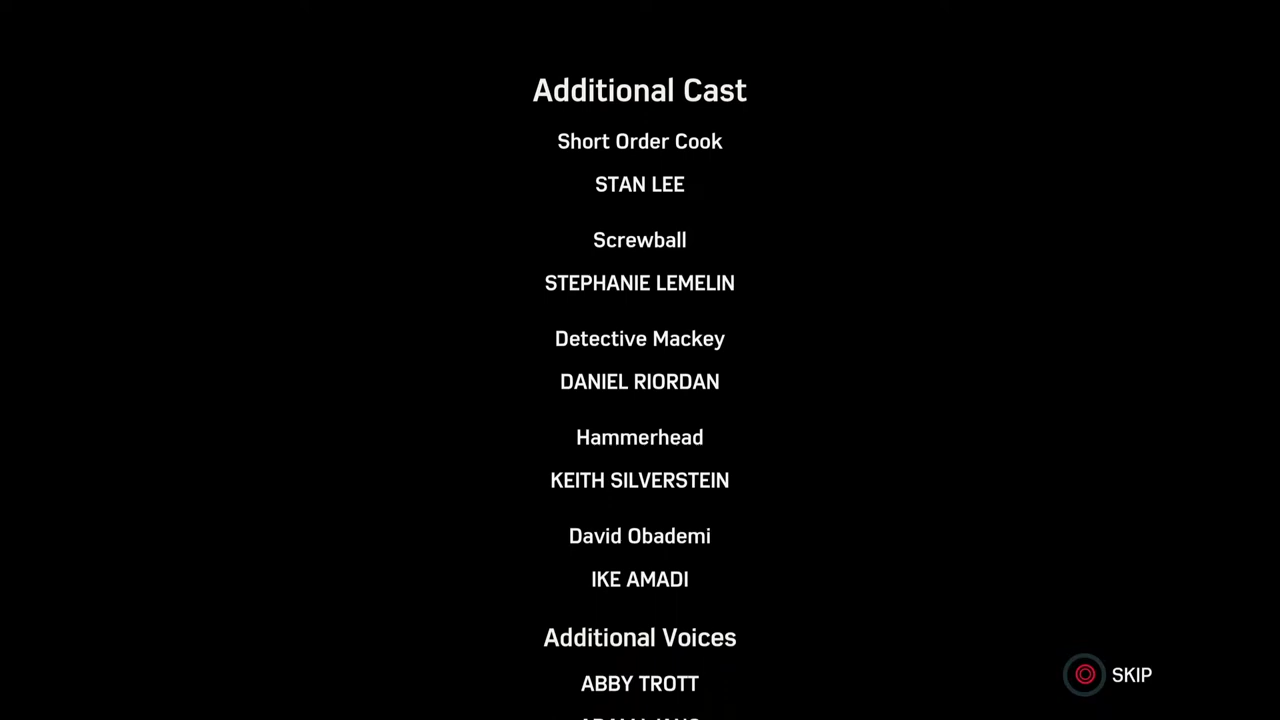 Additional Cast
Short Order Cook
STAN LEE
Screwball
STEPHANIE LEMELIN
Detective Mackey
DANIEL RIORDAN
Hammerhead
KEITH SILVERSTEIN
David Obademi
IKE AMADI
Additional Voices
ABBY TROTT
SKIP